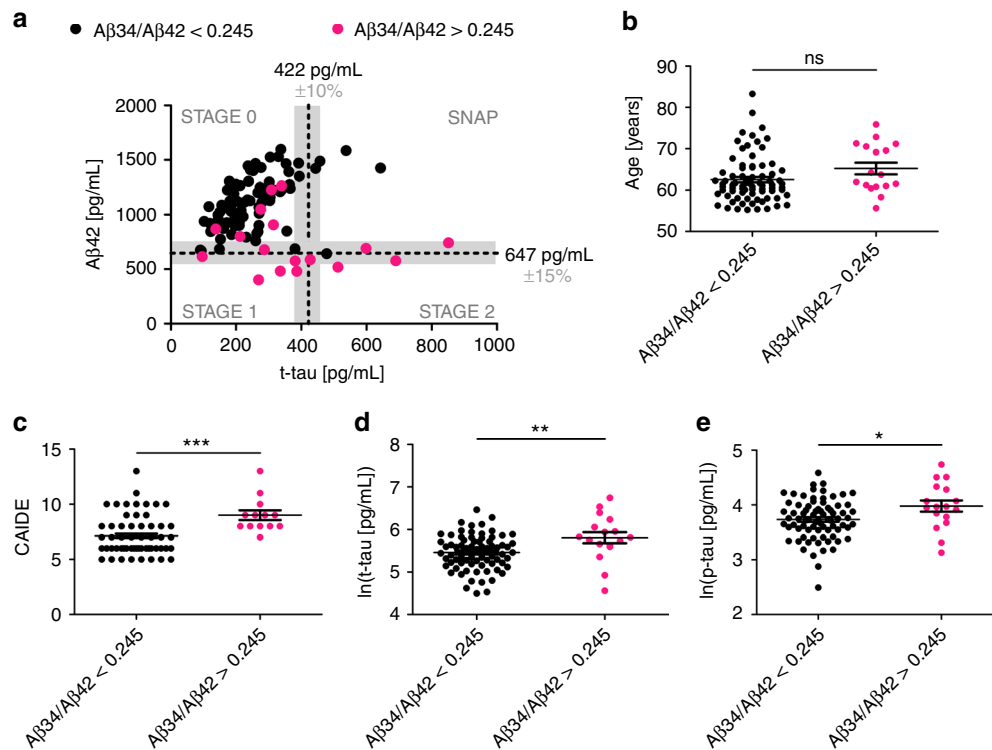 a
Aβ34/Aβ42 < 0.245
Aβ34/Aβ42 > 0.245
422 pg/mL
±10%
2000
1500
1000
500
0
Aβ42 [pg/mL]
STAGE 0
SNAP
STAGE 1
STAGE 2
647 pg/mL
±15%
0
200
400
600
800
1000
t-tau [pg/mL]
b
ns
90
80
70
60
50
Age [years]
Aβ34/Aβ42 < 0.245
Aβ34/Aβ42 > 0.245
c
***
15
10
5
0
CAIDE
Aβ34/Aβ42 < 0.245
Aβ34/Aβ42 > 0.245
d
**
8
7
6
5
4
ln(t-tau [pg/mL])
Aβ34/Aβ42 < 0.245
Aβ34/Aβ42 > 0.245
e
*
5
4
3
2
ln(p-tau [pg/mL])
Aβ34/Aβ42 < 0.245
Aβ34/Aβ42 > 0.245